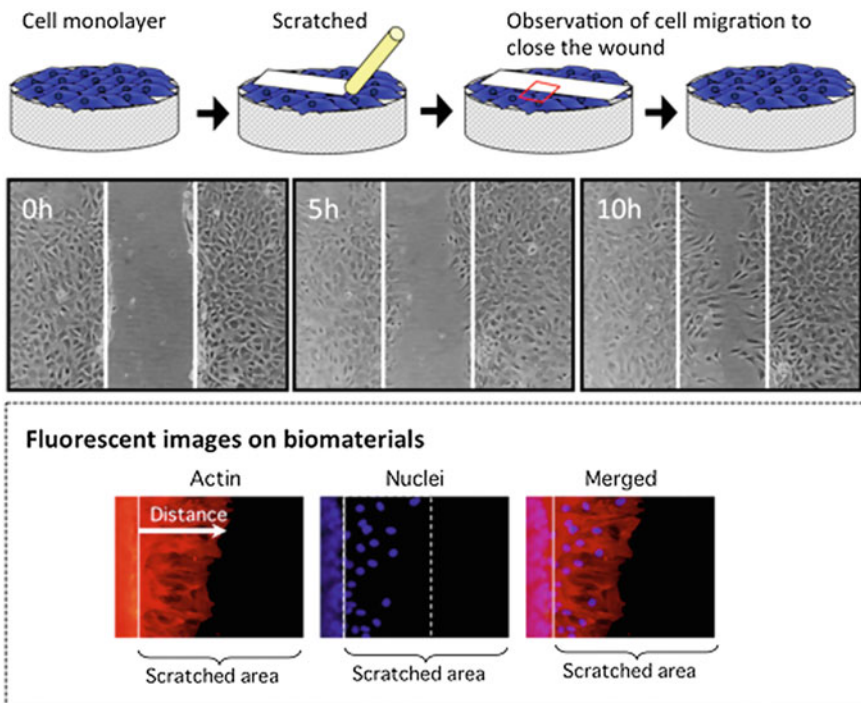 Cell monolayer
Scratched
Observation of cell migration to
close the wound
0h
5h
10h
Fluorescent images on biomaterials
Actin
Nuclei
Merged
Distance
Scratched area
Scratched area
Scratched area